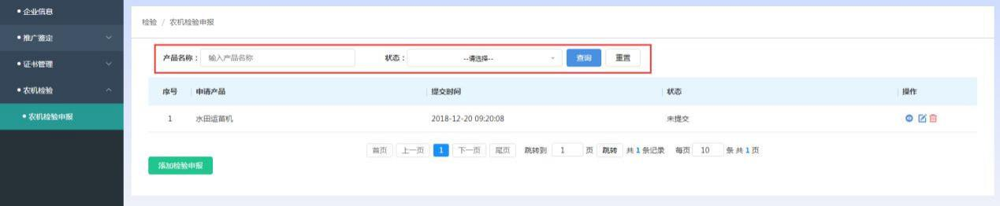 企业信息
推广鉴定
证书管理
农机检验
农机检验申报
检验 / 农机检验申报
产品名称： 输入产品名称 状态： --请选择-- 查询 重置
序号 申请产品 提交时间 状态 操作
1 水田运苗机 2018-12-20 09:20:08 未提交
首页 上一页 1 下一页 尾页 跳转到 1 页 跳转 共 1 条记录 每页 10 条 共 1 页
添加检验申报